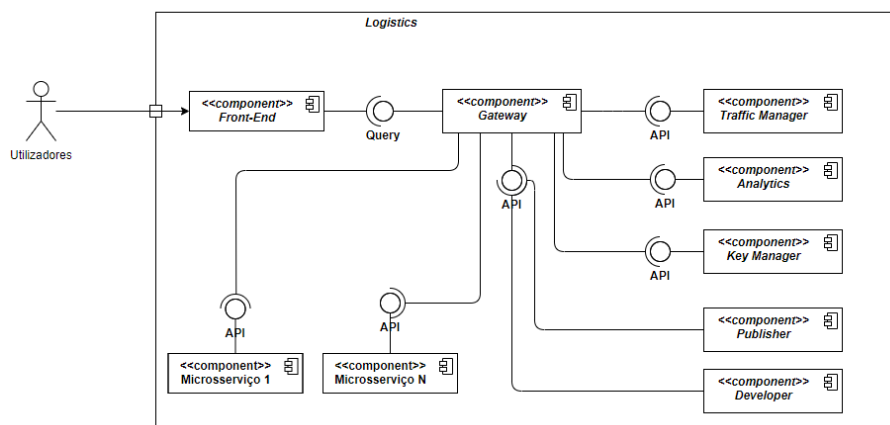 Logistics
<<component>>
Front-End
Query
<<component>>
Gateway
API
<<component>>
Traffic Manager
Utilizadores
API
<<component>>
Analytics
API
<<component>>
Key Manager
API
API
<<component>>
Microsserviço 1
API
<<component>>
Microsserviço N
<<component>>
Publisher
<<component>>
Developer